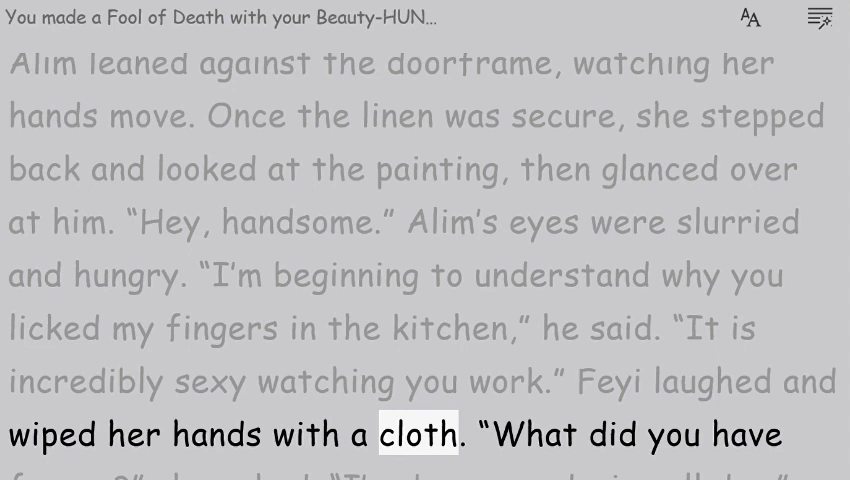 You made a Fool of Death with your Beauty-HUN...
AA
Alim leaned against the doorframe, watching her
hands move. Once the linen was secure, she stepped
back and looked at the painting, then glanced over
at him. “Hey, handsome.” Alim’s eyes were slurried
and hungry. “I’m beginning to understand why you
licked my fingers in the kitchen,” he said. “It is
incredibly sexy watching you work.” Feyi laughed and
wiped her hands with a cloth. “What did you have